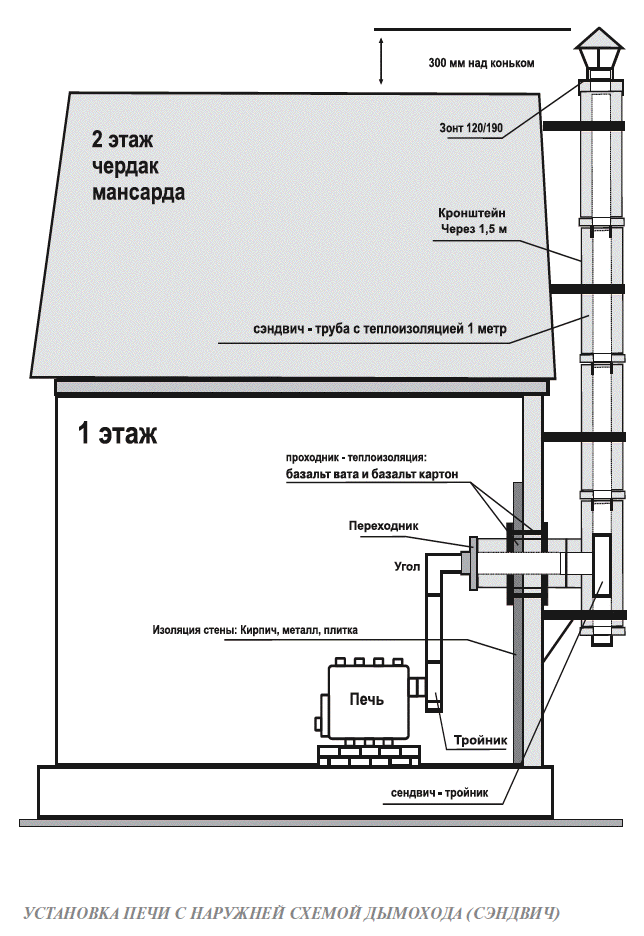 300 мм над коньком
Зонт 120/190
2 этаж
чердак
мансарда
Кронштейн
Через 1,5 м
сэндвич - труба с теплоизоляцией 1 метр
1 этаж
проходник - теплоизоляция:
базальт вата и базальт картон
Переходник
Угол
Изоляция стены: Кирпич, металл, плитка
Печь
Тройник
сендвич - тройник
УСТАНОВКА ПЕЧИ С НАРУЖНЕЙ СХЕМОЙ ДЫМОХОДА (СЭНДВИЧ)